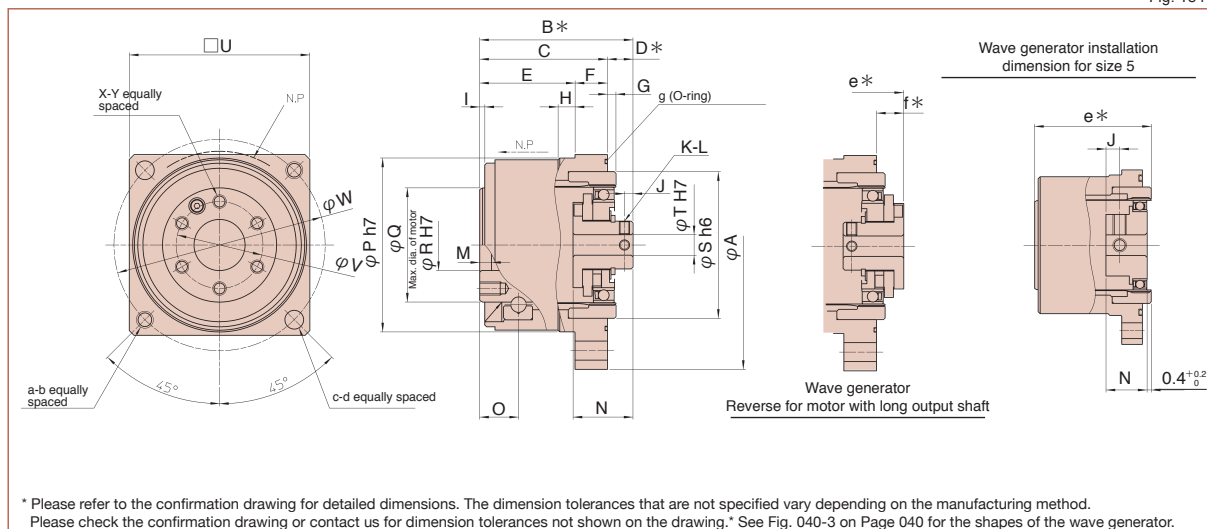 B*
□U
C
D*
Wave generator installation
dimension for size 5
E
F
X-Y equally
spaced
N.P
I
H
G
g (O-ring)
e*
f*
e*
N.P
K-L
J
J
φW
φV
φP h7
φQ
Max. dia. of motor
φR H7
M
φT H7
φS h6
φA
45°
45°
a-b equally
spaced
c-d equally spaced
O
N
Wave generator
Reverse for motor with long output shaft
N
0.4 +0.2 0
* Please refer to the confirmation drawing for detailed dimensions. The dimension tolerances that are not specified vary depending on the manufacturing method.
Please check the confirmation drawing or contact us for dimension tolerances not shown on the drawing.* See Fig. 040-3 on Page 040 for the shapes of the wave generator.